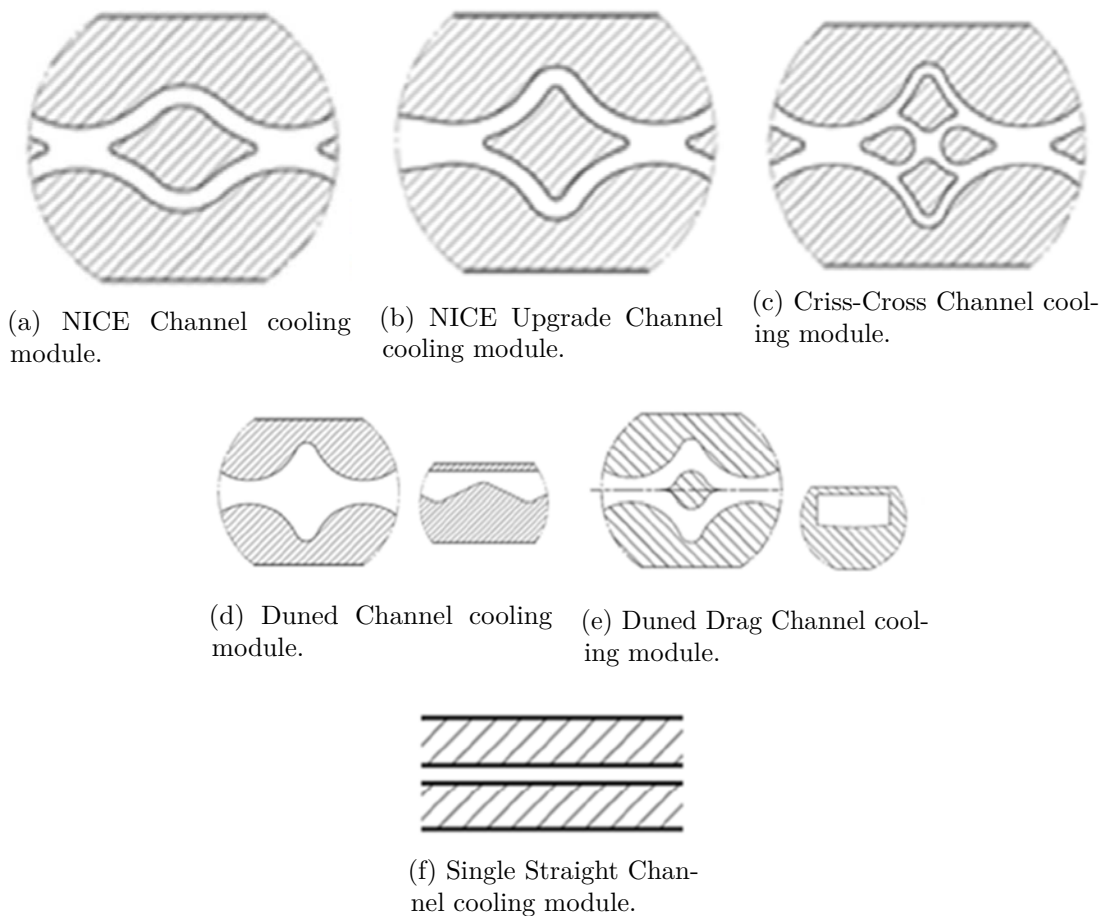 (a) NICE Channel cooling
module.
(b) NICE Upgrade Channel
cooling module.
(c) Criss-Cross Channel cool-
ing module.
(d) Duned Channel cooling
module.
(e) Duned Drag Channel cool-
ing module.
(f) Single Straight Chan-
nel cooling module.